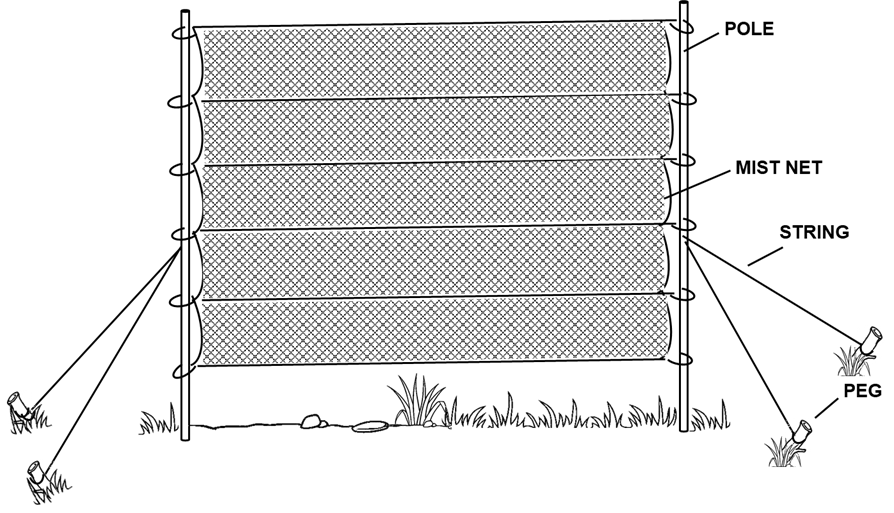 POLE
MIST NET
STRING
PEG